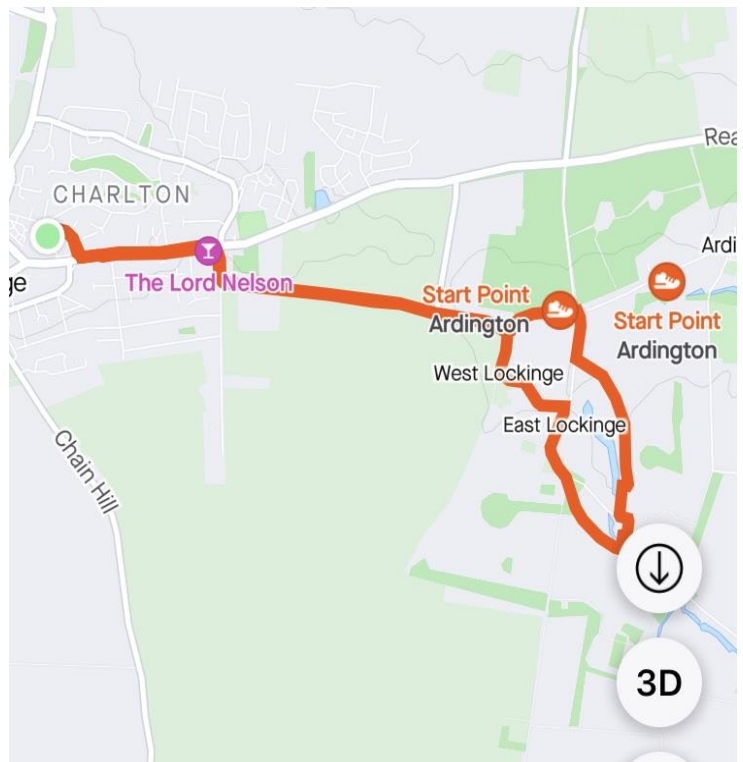 Rea
CHARLTON
Ardi
ge
The Lord Nelson
Start Point
Ardington
Start Point
Ardington
West Lockinge
East Lockinge
Chain Hill
3D